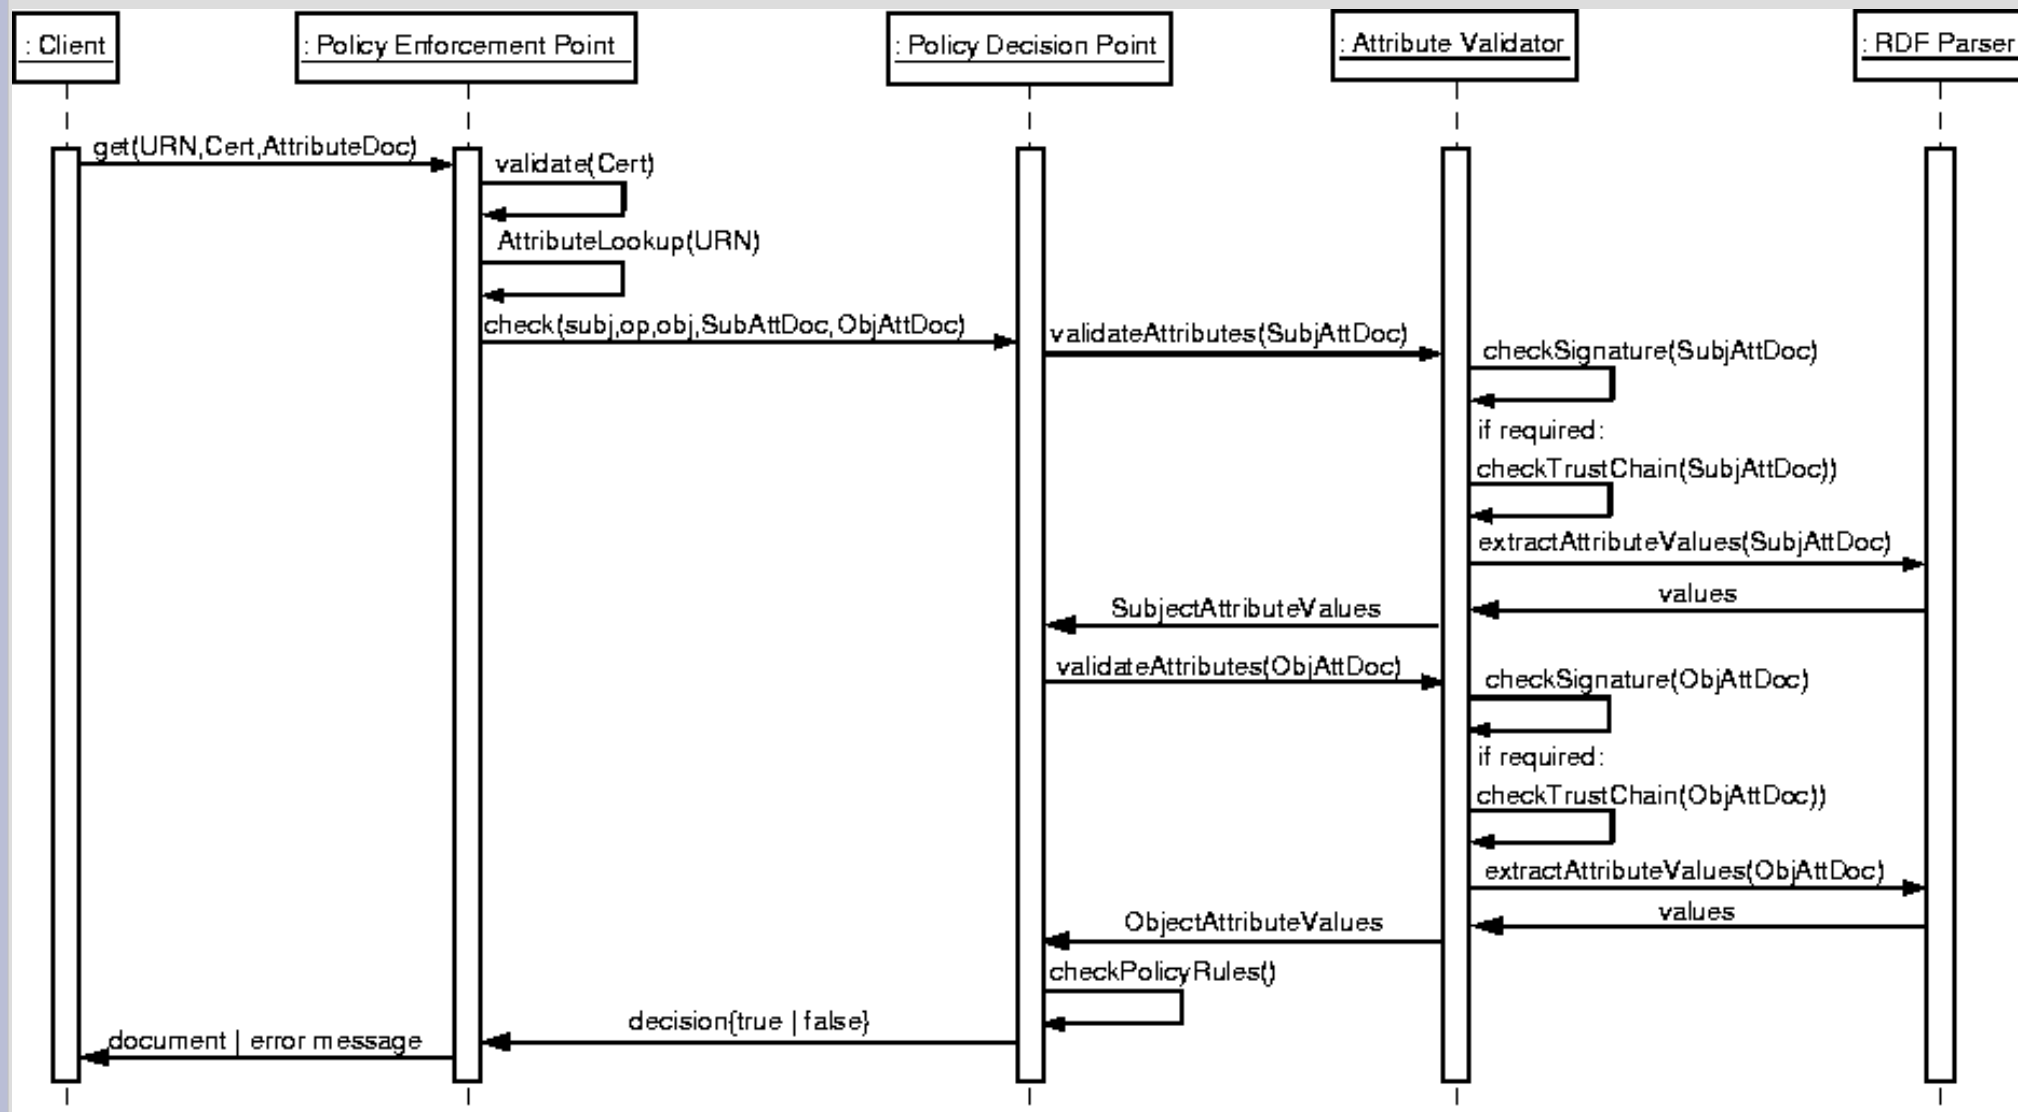 : Client
: Policy Enforcement Point
: Policy Decision Point
: Attribute Validator
: RDF Parser
get(URN,Cert,AttributeDoc)
validate(Cert)
AttributeLookup(URN)
check(subj,op,obj,SubAttDoc,ObjAttDoc)
validateAttributes(SubjAttDoc)
checkSignature(SubjAttDoc)
if required:
checkTrustChain(SubjAttDoc))
extractAttributeValues(SubjAttDoc)
values
SubjectAttributeValues
validateAttributes(ObjAttDoc)
checkSignature(ObjAttDoc)
if required:
checkTrustChain(ObjAttDoc))
extractAttributeValues(ObjAttDoc)
values
ObjectAttributeValues
checkPolicyRules()
decision{true | false}
document | error message